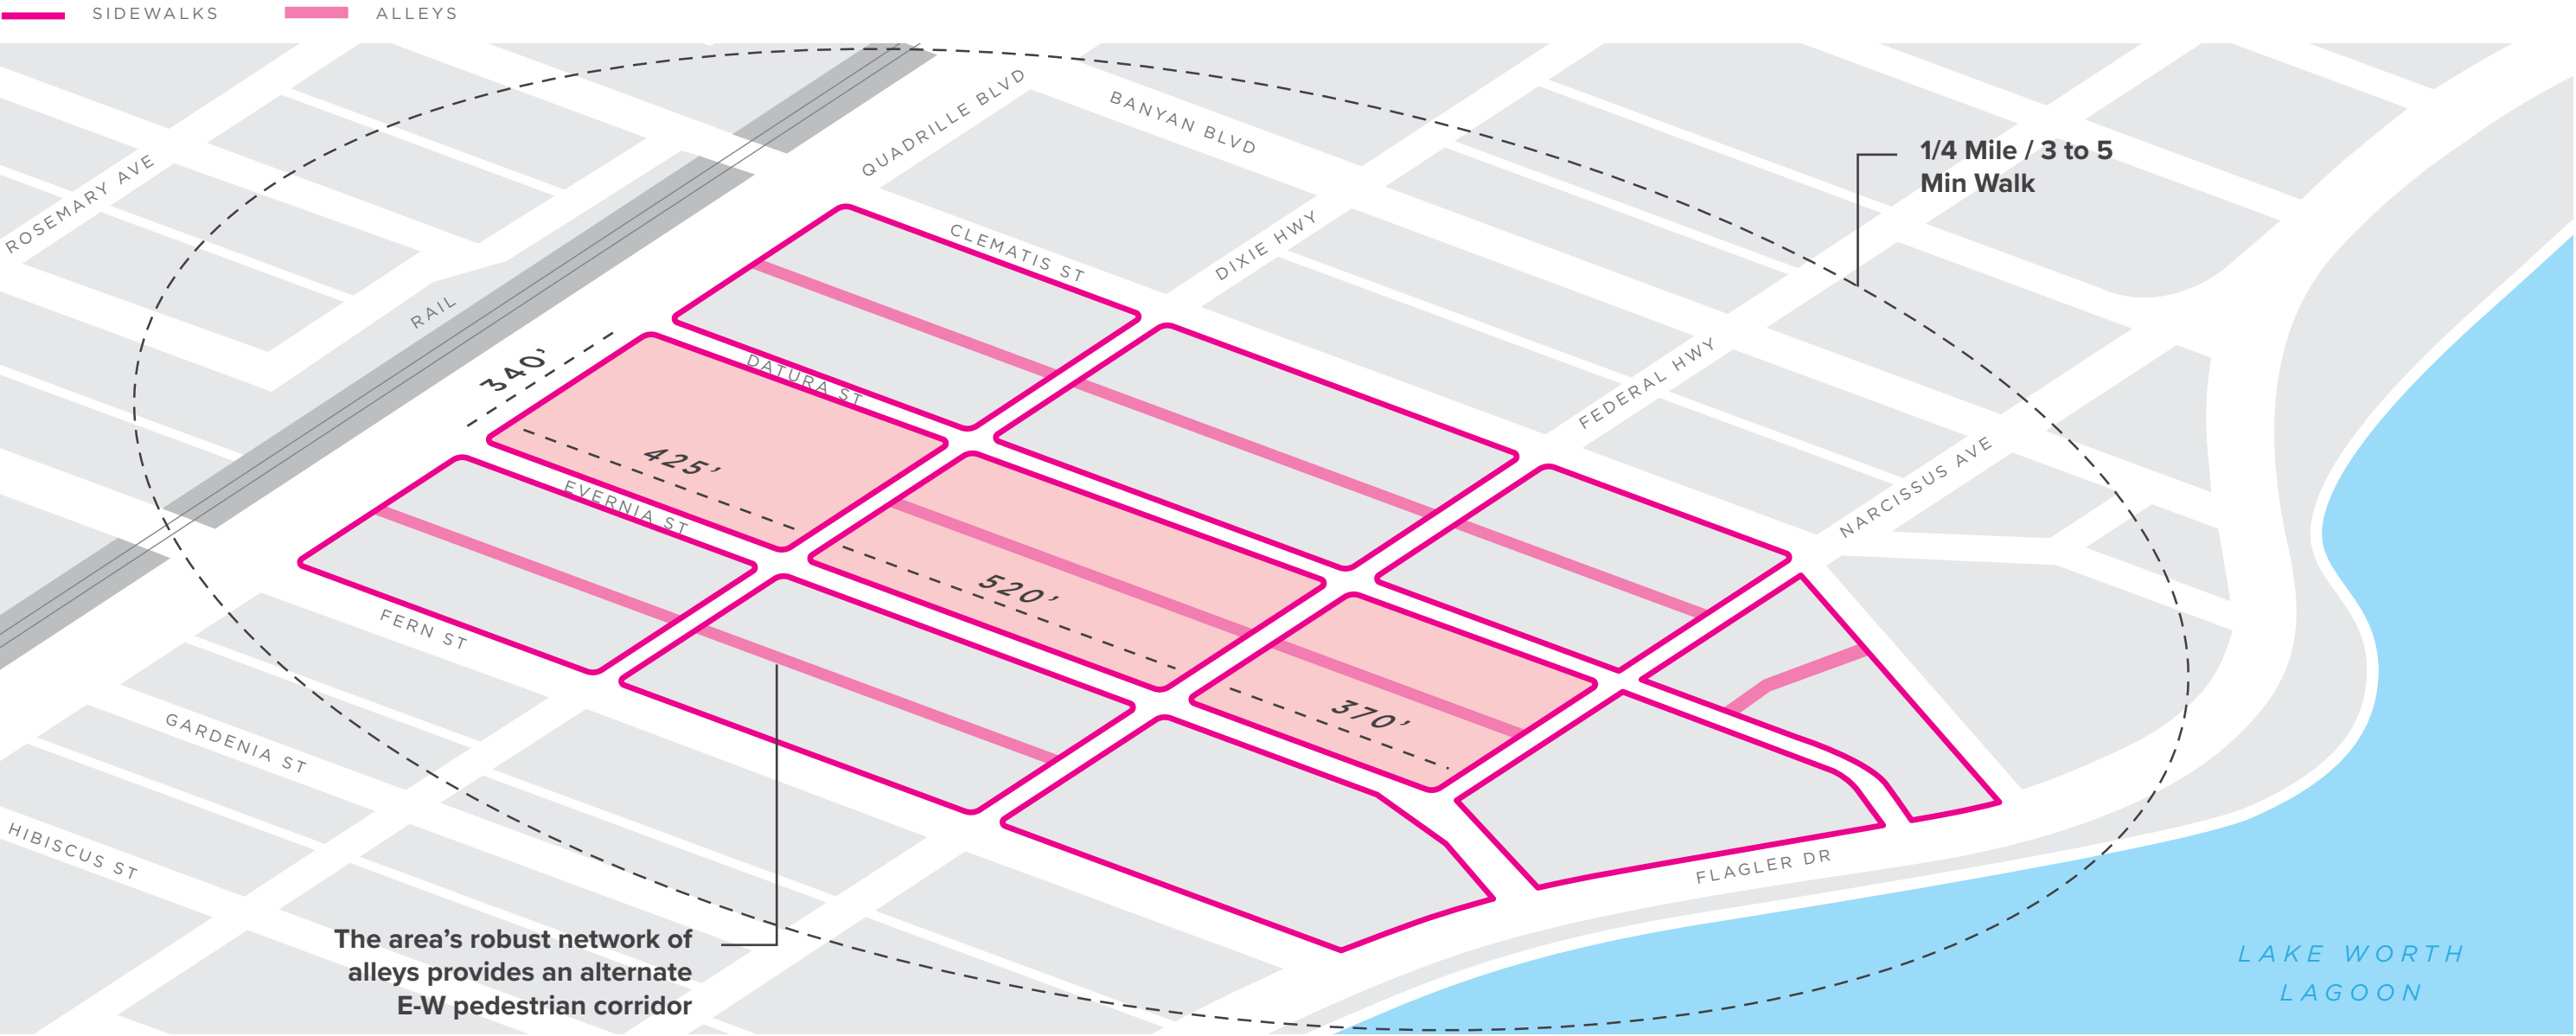 SIDEWALKS
ALLEYS
QUADRILLE BLVD
BANYAN BLVD
1/4 Mile / 3 to 5
Min Walk
ROSEMARY AVE
CLEMATIS ST
DIXIE HWY
RAIL
340’
DATURA ST
FEDERAL HWY
425’
EVERNIA ST
NARCISSUS AVE
520’
FERN ST
370’
GARDENIA ST
HIBISCUS ST
FLAGLER DR
The area’s robust network of
alleys provides an alternate
E-W pedestrian corridor
LAKE WORTH
LAGOON